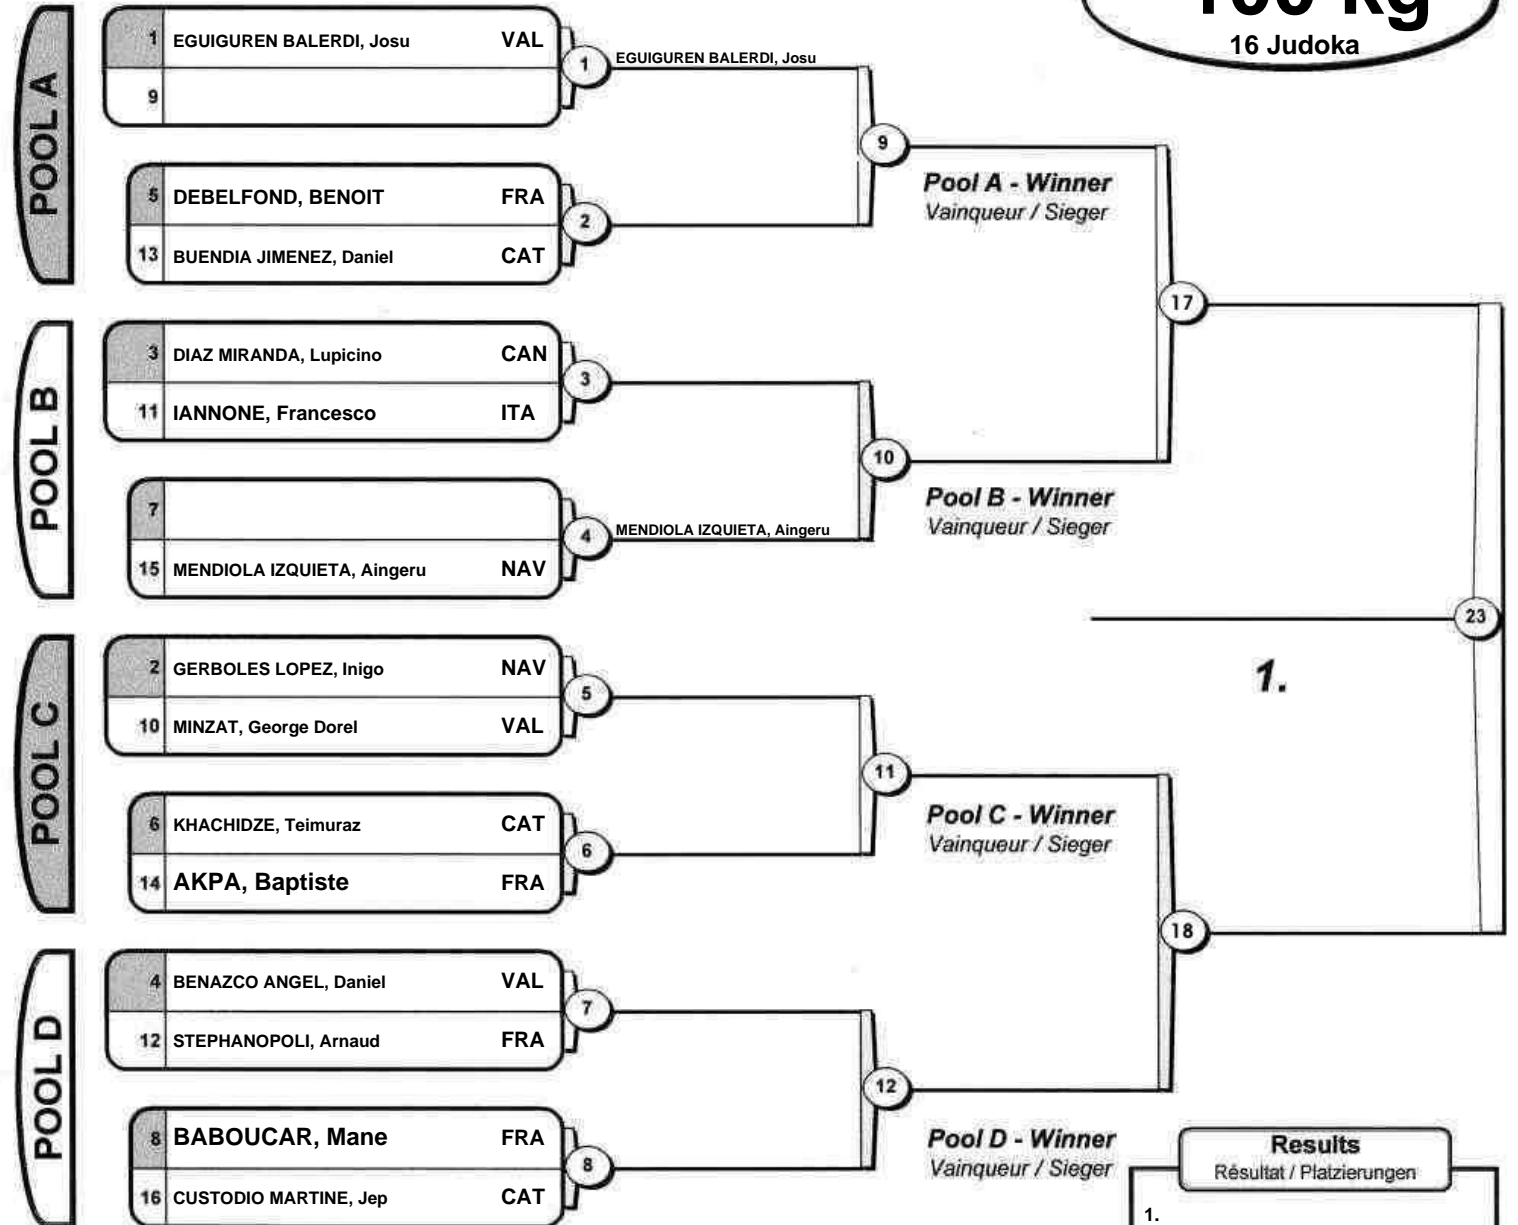 16 Judoka
POOL A
1 EGUIGUREN BALERDI, Josu VAL
9
1 EGUIGUREN BALERDI, Josu
5 DEBELFOND, BENOIT FRA
13 BUENDIA JIMENEZ, Daniel CAT
2
9
Pool A - Winner
Vainqueur / Sieger
POOL B
3 DIAZ MIRANDA, Lupicino CAN
11 IANNONE, Francesco ITA
3
7
15 MENDIOLA IZQUIETA, Aingeru NAV
4 MENDIOLA IZQUIETA, Aingeru
10
Pool B - Winner
Vainqueur / Sieger
17
POOL C
2 GERBOLES LOPEZ, Inigo NAV
10 MINZAT, George Dorel VAL
5
6 KHACHIDZE, Teimuraz CAT
14 AKPA, Baptiste FRA
6
11
Pool C - Winner
Vainqueur / Sieger
23
1.
POOL D
4 BENAZCO ANGEL, Daniel VAL
12 STEPHANOPOLI, Arnaud FRA
7
8 BABOUCAR, Mane FRA
16 CUSTODIO MARTINE, Jep CAT
8
12
Pool D - Winner
Vainqueur / Sieger
18
Results
Résultat / Platzierungen
1.